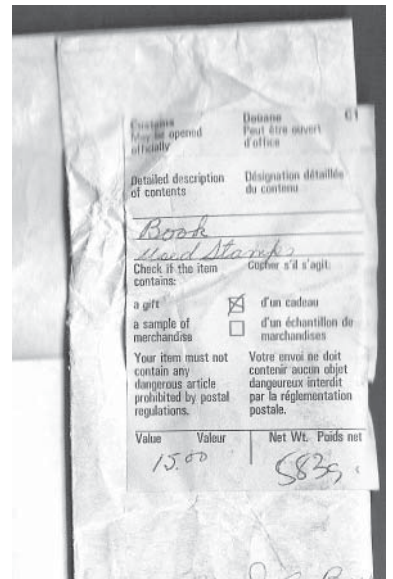 Customs Douane C1
May be opened Peut être ouvert
officially d'office
Detailed description Désignation détaillée
of contents du contenu
Book
Used Stamps
Check if the item Cocher s'il s'agit:
contains:
a gift d'un cadeau
a sample of d'un échantillon de
merchandise marchandises
Your item must not Votre envoi ne doit
contain any contenir aucun objet
dangerous article dangeureux interdit
prohibited by postal par la réglementation
regulations. postale.
Value Valeur Net Wt. Poids net
15.00 583g